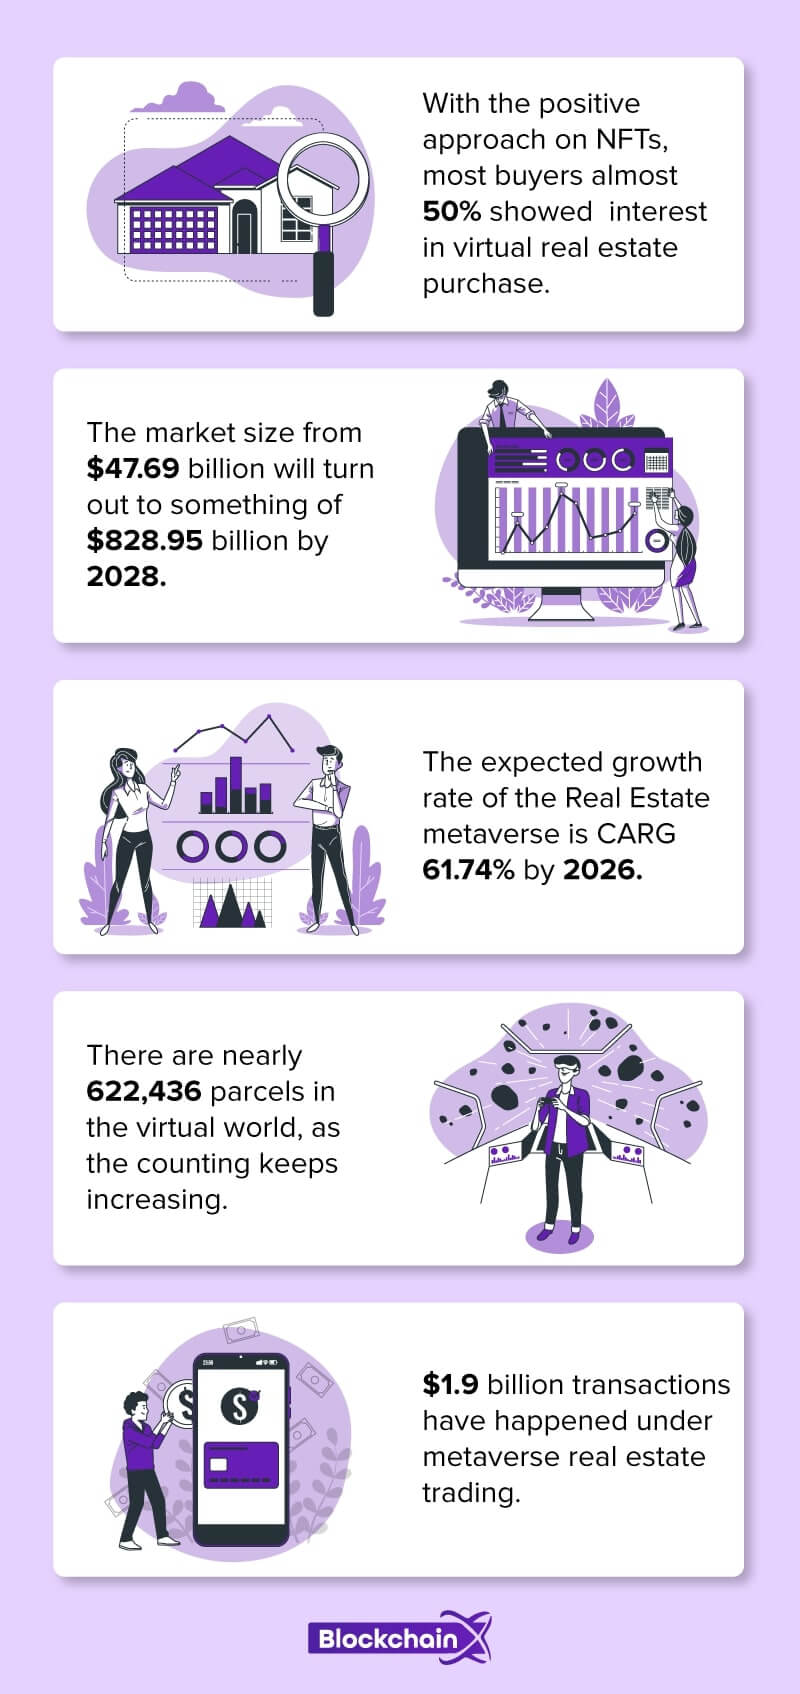 With the positive
approach on NFTs,
most buyers almost
50% showed interest
in virtual real estate
purchase.
The market size from
$47.69 billion will turn
out to something of
$828.95 billion by
2028.
The expected growth
rate of the Real Estate
metaverse is CARG
61.74% by 2026.
There are nearly
622,436 parcels in
the virtual world, as
the counting keeps
increasing.
$
$
$1.9 billion transactions
have happened under
metaverse real estate
trading.
BlockchainX